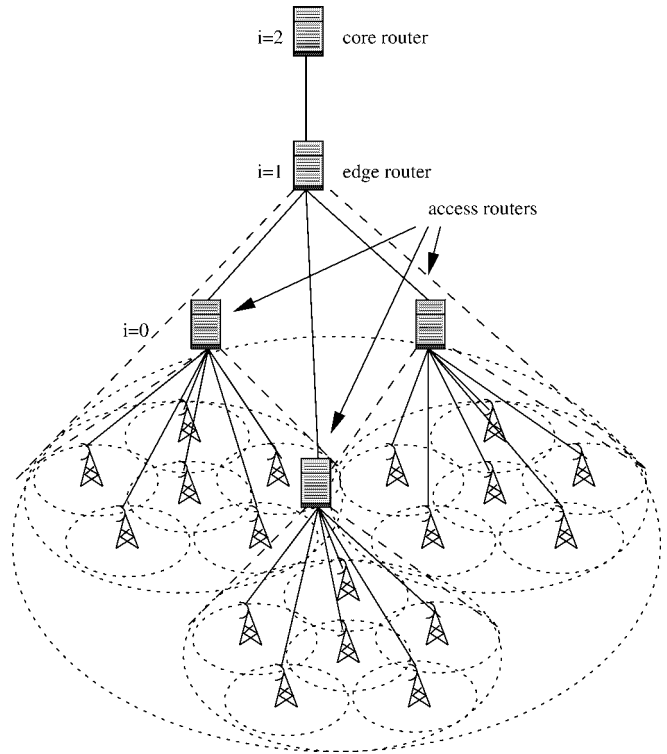 i=2 core router
i=1 edge router
access routers
i=0